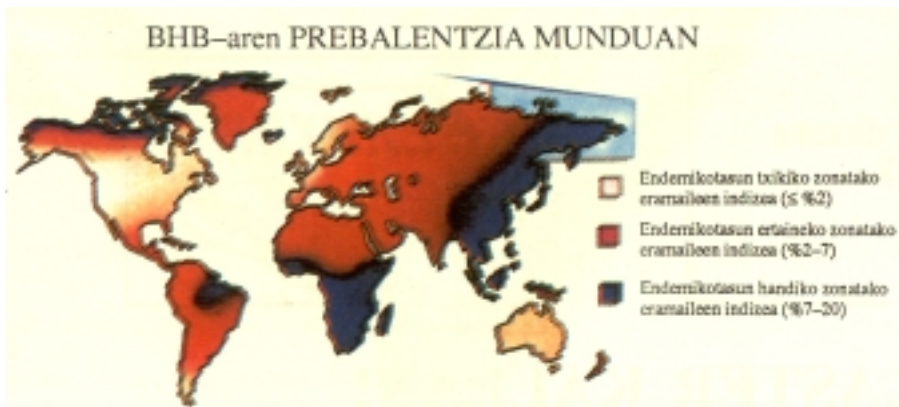 BHB–aren PREBALENTZIA MUNDUAN
Endemikotasun txikiko zonatako
eramaileen indizea (≤ %2)
Endemikotasun ertaineko zonatako
eramaileen indizea (%2–7)
Endemikotasun handiko zonatako
eramaileen indizea (%7–20)